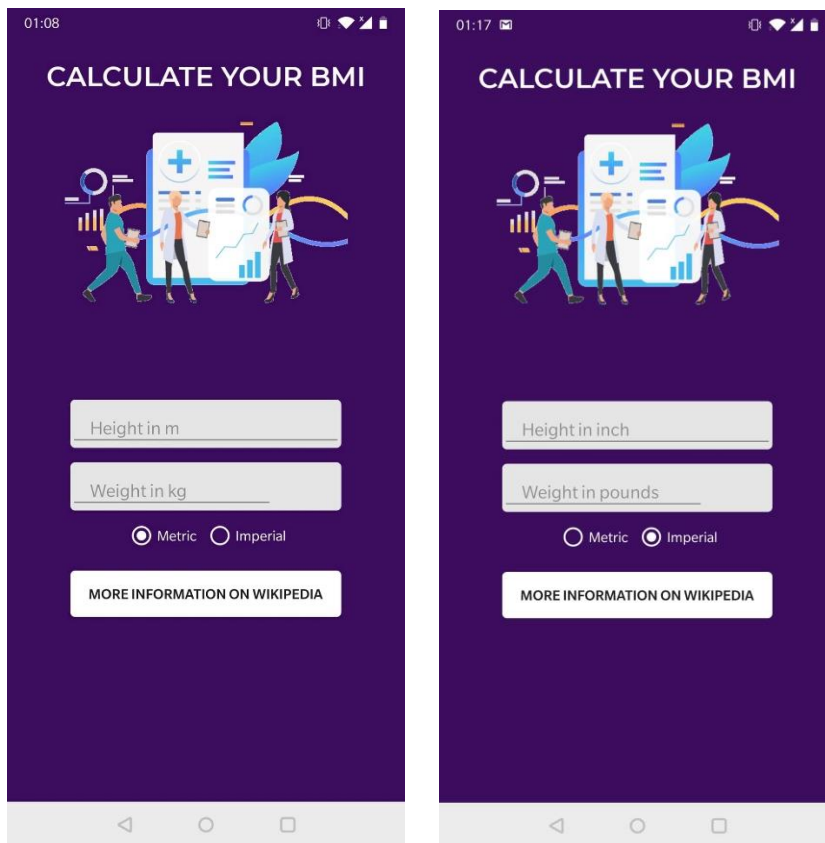 01:08
CALCULATE YOUR BMI
Height in m
Weight in kg
Metric Imperial
MORE INFORMATION ON WIKIPEDIA
01:17
CALCULATE YOUR BMI
Height in inch
Weight in pounds
Metric Imperial
MORE INFORMATION ON WIKIPEDIA